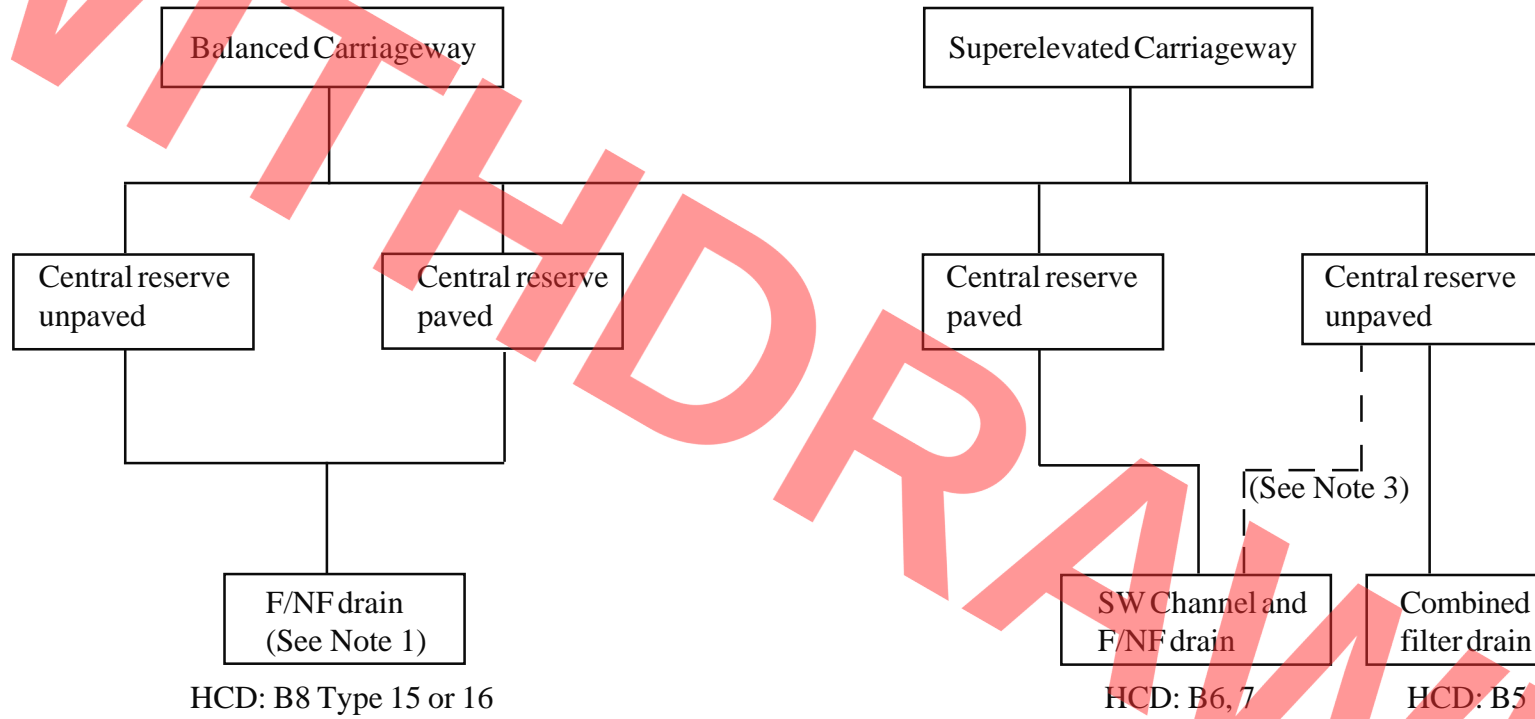 Balanced Carriageway
Superelevated Carriageway
Central reserve
unpaved
Central reserve
paved
Central reserve
paved
Central reserve
unpaved
(See Note 3)
F/NF drain
(See Note 1)
SW Channel and
F/NF drain
Combined
filter drain
HCD: B8 Type 15 or 16
HCD: B6, 7
HCD: B5
WITHDRAWN